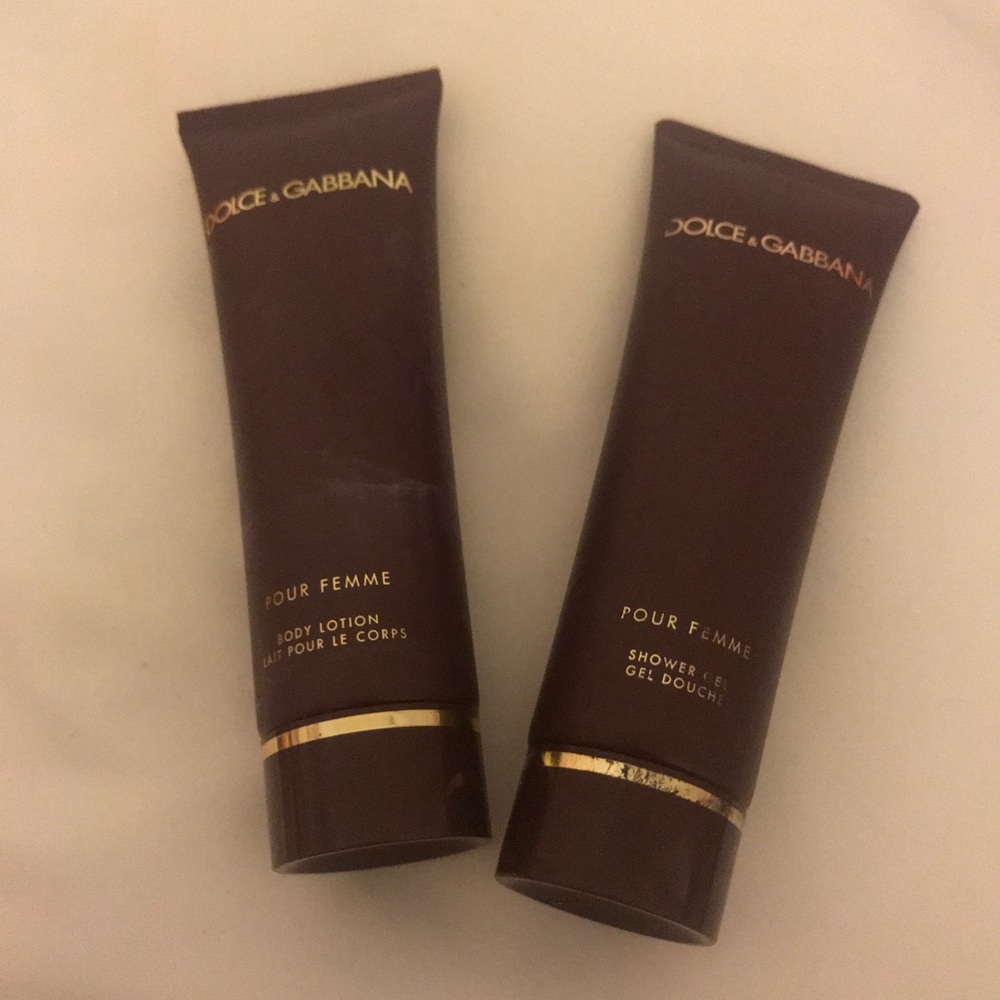 DOLCE & GABBANA
POUR FEMME
BODY LOTION
LAIT POUR LE CORPS
DOLCE & GABBANA
POUR FEMME
SHOWER GEL
GEL DOUCHE